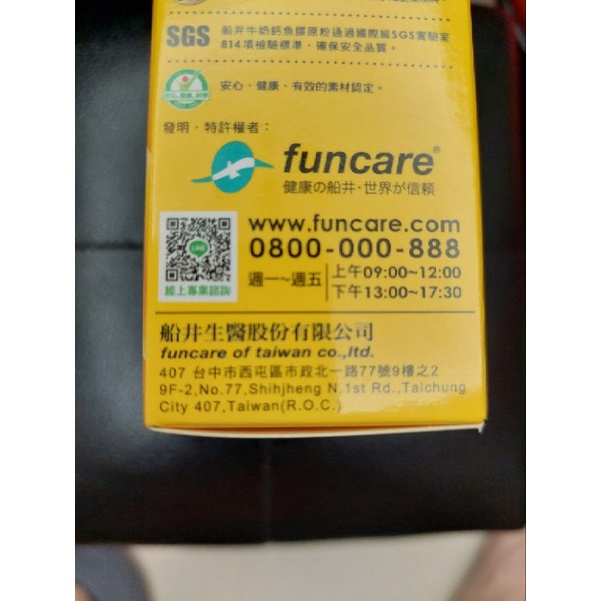 SGS
船井牛奶鈣魚膠原粉通過國際級SGS實驗室
814項檢驗標準，確保安全品質。
安心、健康、有效的素材認定。
發明、特許權者：
funcare®
健康の船井・世界が信頼
LINE
線上專業諮詢
www.funcare.com
0800-000-888
週一~週五
上午09:00~12:00
下午13:00~17:30
船井生醫股份有限公司
funcare of taiwan co.,ltd.
407 台中市西屯區市政北一路77號9樓之2
9F-2,No.77,Shihjheng N.1st Rd.,Taichung
City 407,Taiwan(R.O.C.)